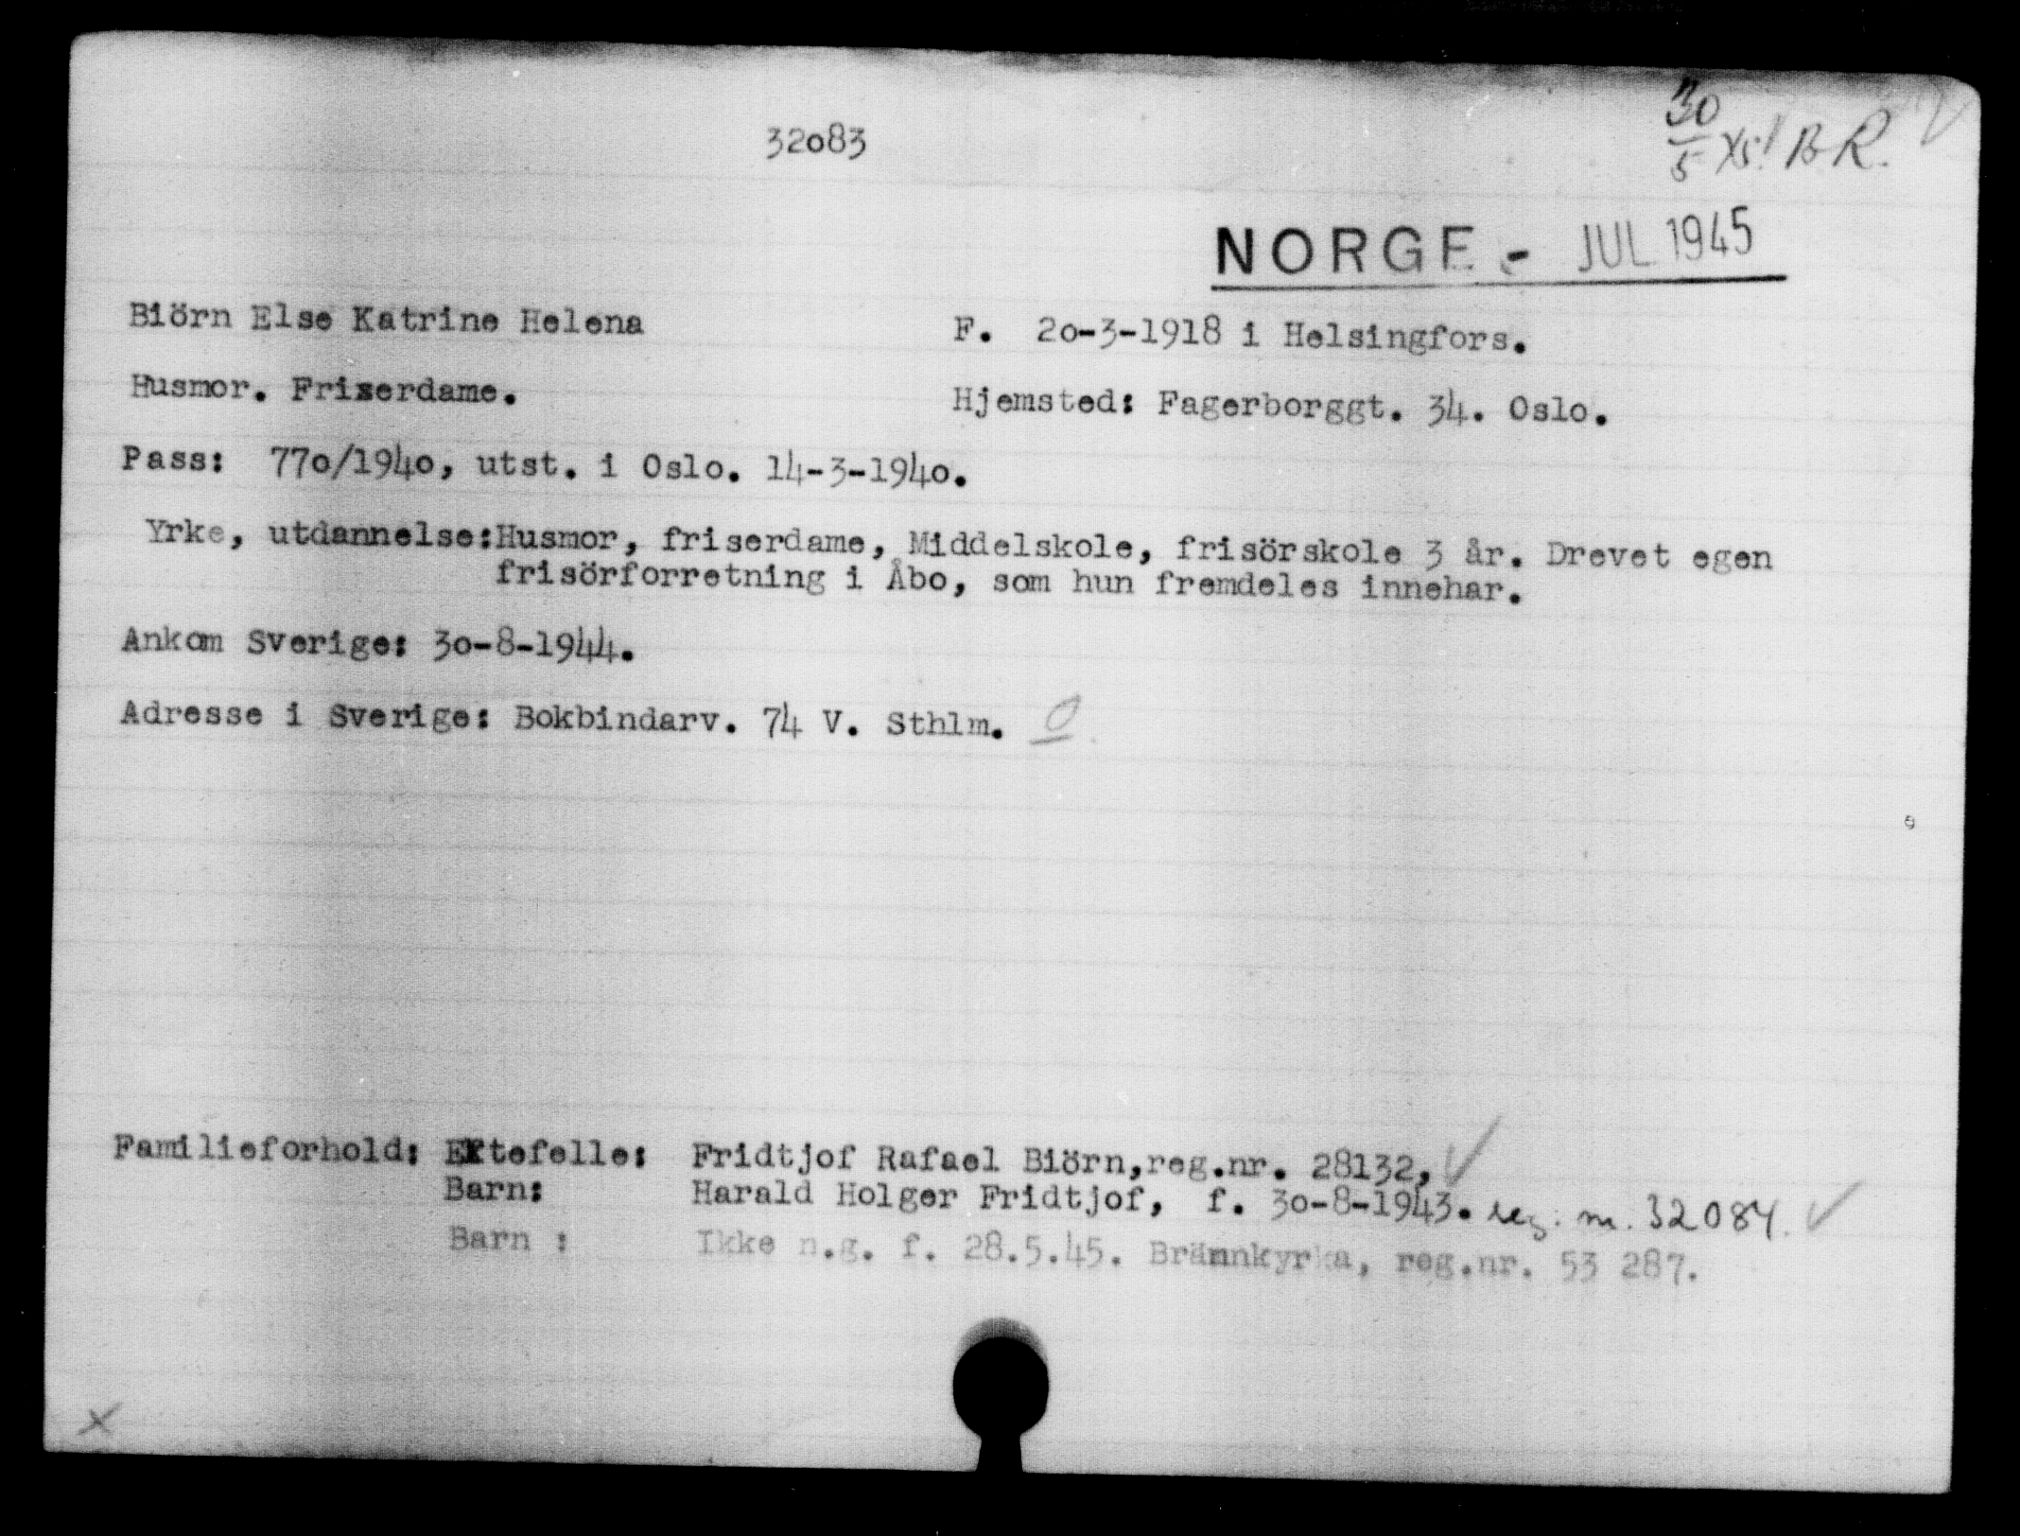 32083
30/5 B R.
NORGE - JUL 1945
Biörn Else Katrine Helena
F. 20-3-1918 i Helsingfors.
Husmor. Friserdame.
Hjemsted: Fagerborggt. 34. Oslo.
Pass: 770/1940, utst. i Oslo. 14-3-1940.
Yrke, utdannelse:Husmor, friserdame, Middelskole, frisörskole 3 år. Drevet egen
frisörforretning i Åbo, som hun fremdeles innehar.
Ankom Sverige: 30-8-1944.
Adresse i Sverige: Bokbindarv. 74 V. Sthlm. 0
Familieforhold: Ektefelle: Fridtjof Rafael Biörn,reg.nr. 28132, ✓
Barn: Harald Holger Fridtjof, f. 30-8-1943. reg. nr. 32084. ✓
Barn : Ikke n.g. f. 28.5.45. Brännkyrka, reg.nr. 53 287.
x